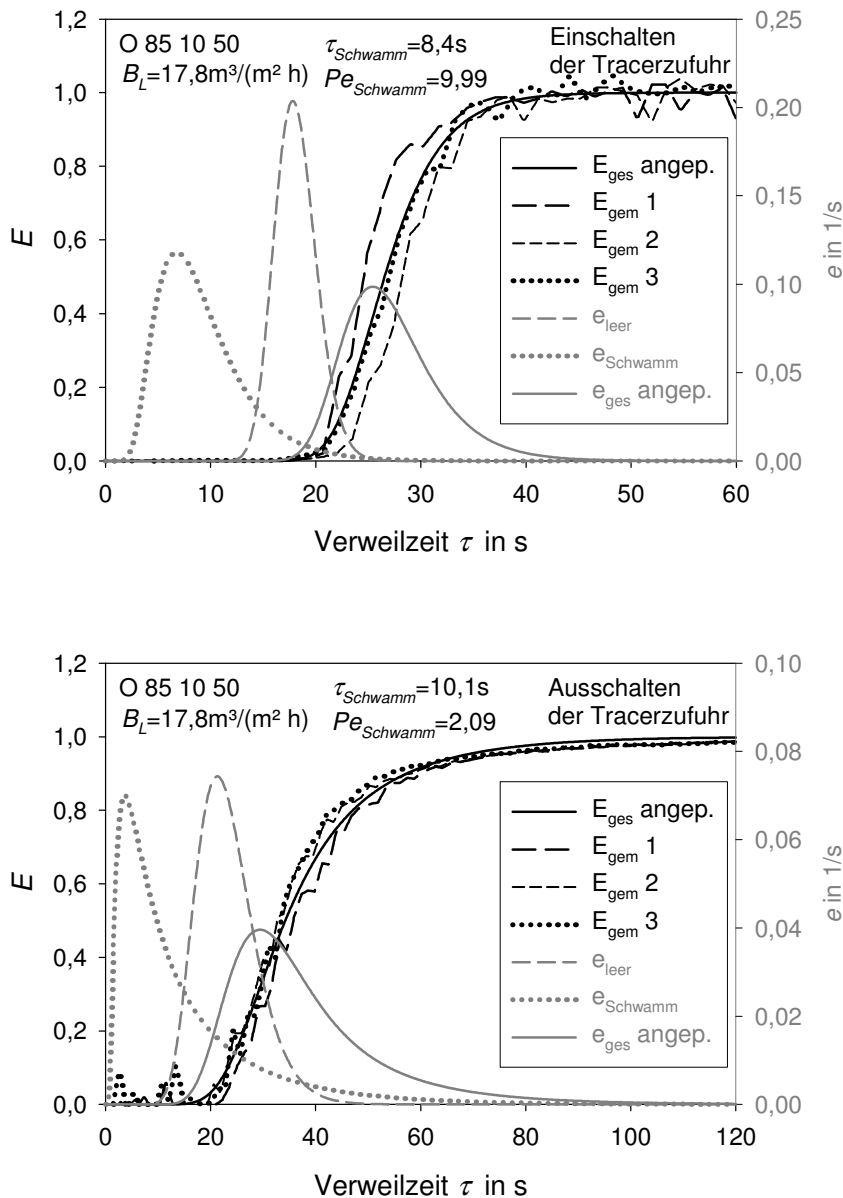 1,2
1,0
0,8
0,6
0,4
0,2
0,0
E
0,25
0,20
0,15
0,10
0,05
0,00
e in 1/s
O 85 10 50
B_L=17,8m³/(m² h)
τ_Schwamm=8,4s
Pe_Schwamm=9,99
Einschalten
der Tracerzufuhr
E_ges angep.
E_gem 1
E_gem 2
E_gem 3
e_leer
e_Schwamm
e_ges angep.
0 10 20 30 40 50 60
Verweilzeit τ in s
1,2
1,0
0,8
0,6
0,4
0,2
0,0
E
0,10
0,08
0,06
0,04
0,02
0,00
e in 1/s
O 85 10 50
B_L=17,8m³/(m² h)
τ_Schwamm=10,1s
Pe_Schwamm=2,09
Ausschalten
der Tracerzufuhr
E_ges angep.
E_gem 1
E_gem 2
E_gem 3
e_leer
e_Schwamm
e_ges angep.
0 20 40 60 80 100 120
Verweilzeit τ in s